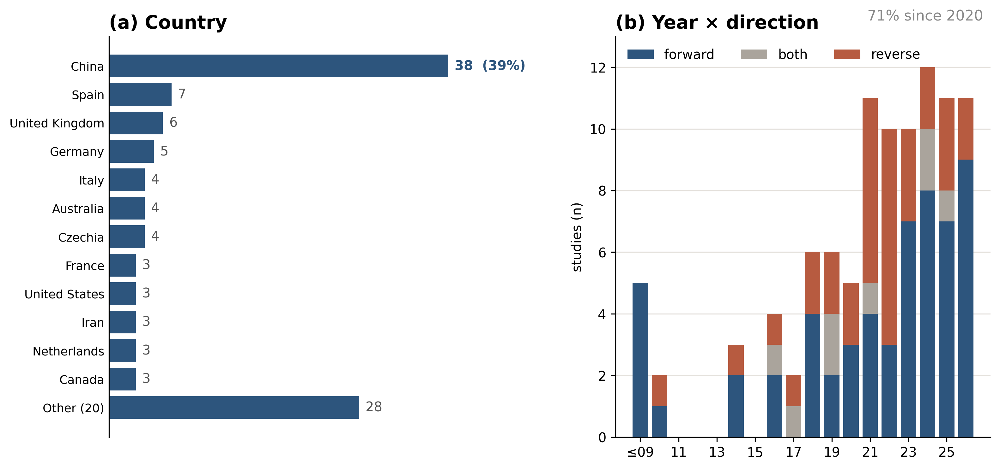 (a) Country
China 38 (39%)
Spain 7
United Kingdom 6
Germany 5
Italy 4
Australia 4
Czechia 4
France 3
United States 3
Iran 3
Netherlands 3
Canada 3
Other (20) 28
(b) Year × direction
71% since 2020
forward both reverse
studies (n)
12
10
8
6
4
2
0
≤09 11 13 15 17 19 21 23 25